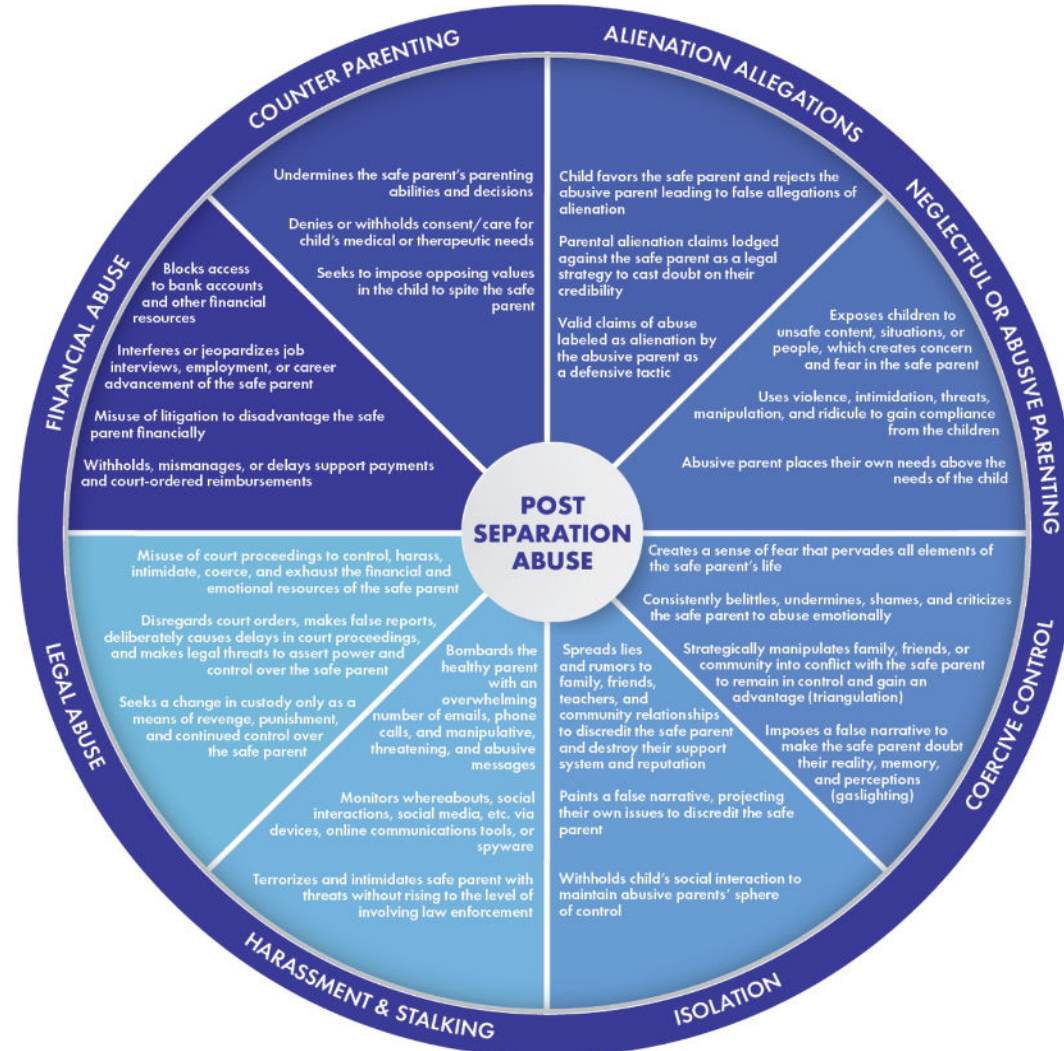 COUNTER PARENTING
Undermines the safe parent's parenting
abilities and decisions
Denies or withholds consent/care for
child's medical or therapeutic needs
Seeks to impose opposing values
in the child to spite the safe
parent
ALIENATION ALLEGATIONS
Child favors the safe parent and rejects the
abusive parent leading to false allegations of
alienation
Parental alienation claims lodged
against the safe parent as a legal
strategy to cast doubt on their
credibility
Valid claims of abuse
labeled as alienation by
the abusive parent as
a defensive tactic
NEGLECTFUL OR ABUSIVE PARENTING
Exposes children to
unsafe content, situations, or
people, which creates concern
and fear in the safe parent
Uses violence, intimidation, threats,
manipulation, and ridicule to gain compliance
from the children
Abusive parent places their own needs above the
needs of the child
COERCIVE CONTROL
Creates a sense of fear that pervades all elements of
the safe parent's life
Consistently belittles, undermines, shames, and criticizes
the safe parent to abuse emotionally
Strategically manipulates family, friends, or
community into conflict with the safe parent
to remain in control and gain an
advantage (triangulation)
Imposes a false narrative to
make the safe parent doubt
their reality, memory,
and perceptions
(gaslighting)
ISOLATION
Spreads lies
and rumors to
family, friends,
teachers, and
community relationships
to discredit the safe parent
and destroy their support
system and reputation
Paints a false narrative, projecting
their own issues to discredit the safe
parent
Withholds child's social interaction to
maintain abusive parents' sphere
of control
HARASSMENT & STALKING
Bombards the
healthy parent
with an
overwhelming
number of emails, phone
calls, and manipulative,
threatening, and abusive
messages
Monitors whereabouts, social
interactions, social media, etc. via
devices, online communications tools, or
spyware
Terrorizes and intimidates safe parent with
threats without rising to the level of
involving law enforcement
LEGAL ABUSE
Misuse of court proceedings to control, harass,
intimidate, coerce, and exhaust the financial and
emotional resources of the safe parent
Disregards court orders, makes false reports,
deliberately causes delays in court proceedings,
and makes legal threats to assert power and
control over the safe parent
Seeks a change in custody only as a
means of revenge, punishment,
and continued control over
the safe parent
FINANCIAL ABUSE
Blocks access
to bank accounts
and other financial
resources
Interferes or jeopardizes job
interviews, employment, or career
advancement of the safe parent
Misuse of litigation to disadvantage the safe
parent financially
Withholds, mismanages, or delays support payments
and court-ordered reimbursements
POST
SEPARATION
ABUSE